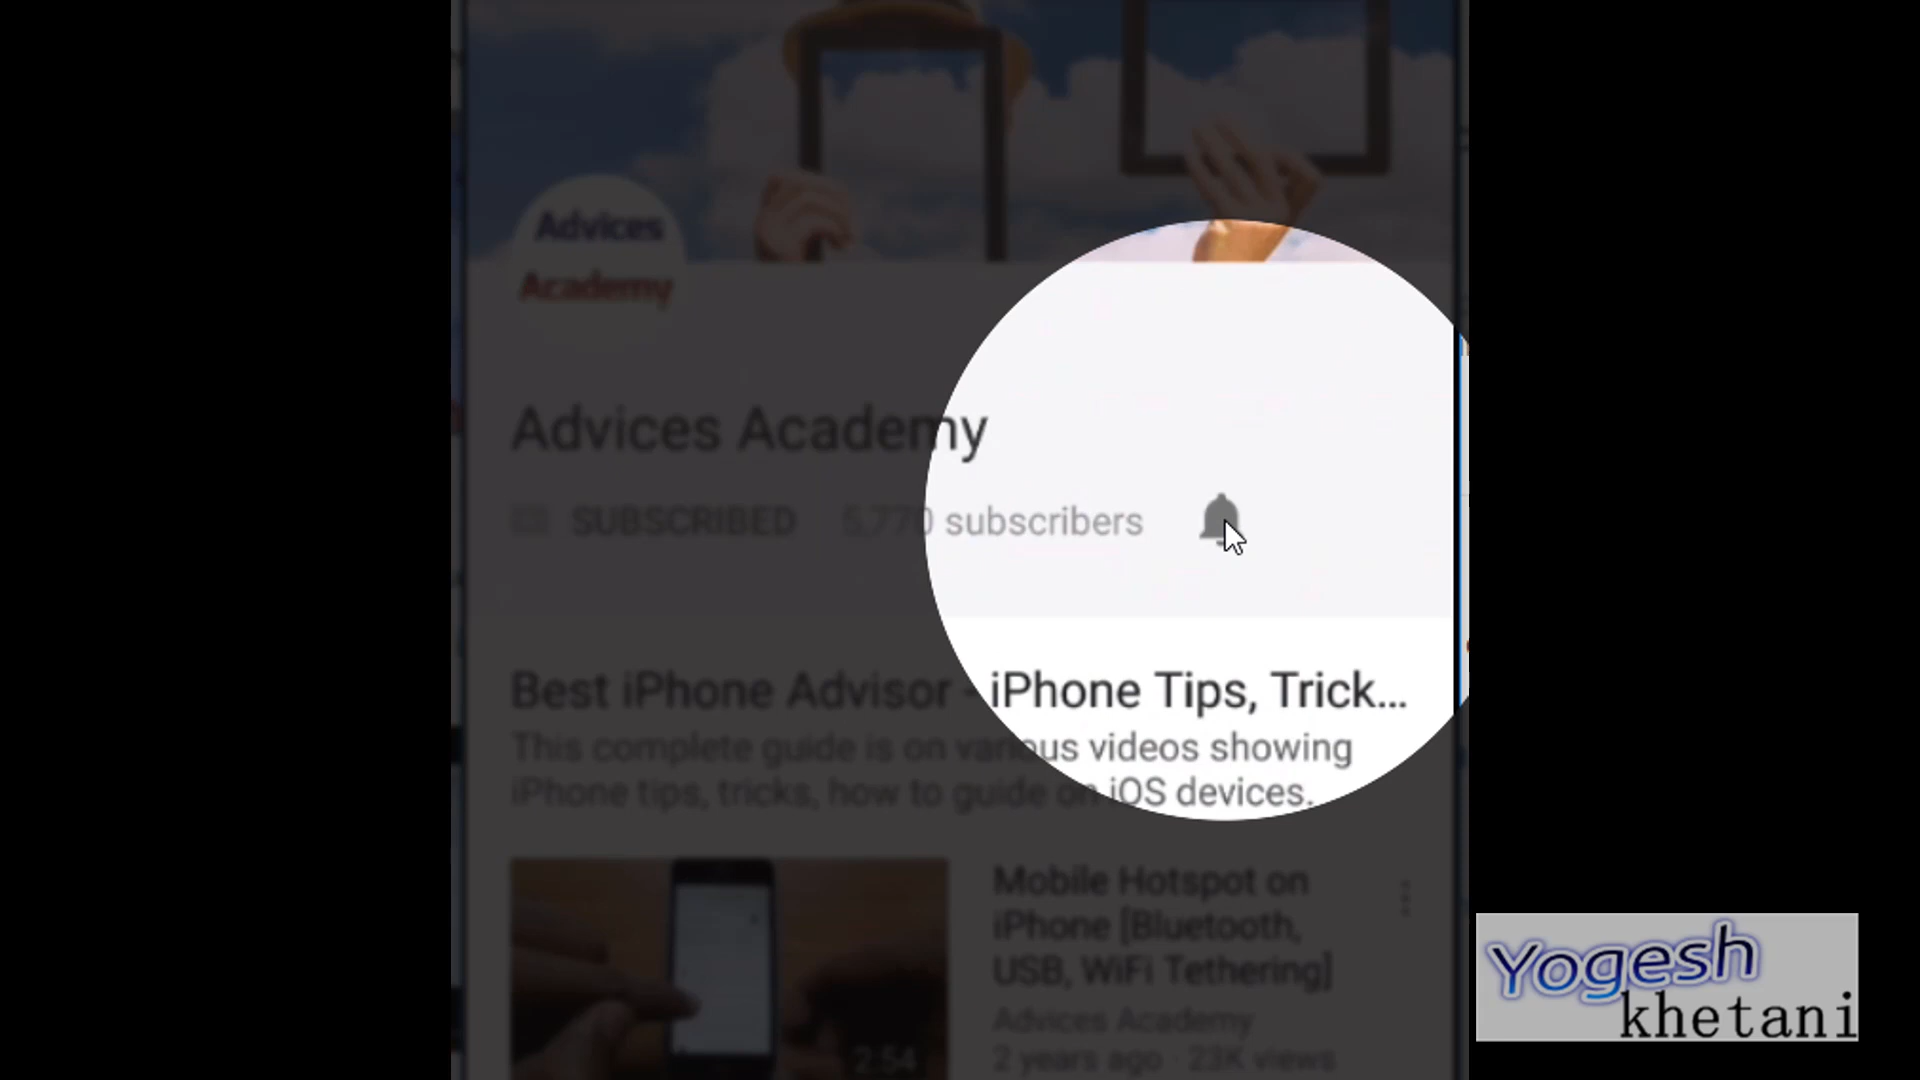 Advices
Academy
Advices Academy
SUBSCRIBED 5,770 subscribers
Best iPhone Advisor - iPhone Tips, Trick...
This complete guide is on various videos showing
iPhone tips, tricks, how to guide on iOS devices.
Mobile Hotspot on
iPhone [Bluetooth,
USB, WiFi Tethering]
Advices Academy
2 years ago · 23K views
2:54
Yogesh
khetani